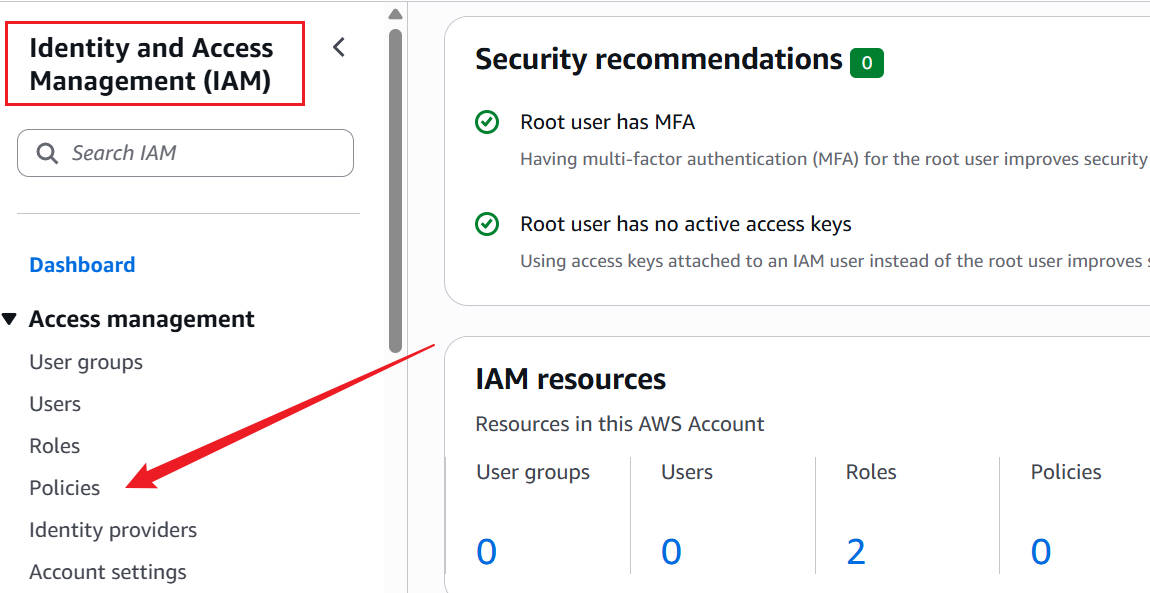 Identity and Access
Management (IAM)
Search IAM
Dashboard
Access management
User groups
Users
Roles
Policies
Identity providers
Account settings
Security recommendations 0
Root user has MFA
Having multi-factor authentication (MFA) for the root user improves security
Root user has no active access keys
Using access keys attached to an IAM user instead of the root user improves
IAM resources
Resources in this AWS Account
User groups Users Roles Policies
0 0 2 0